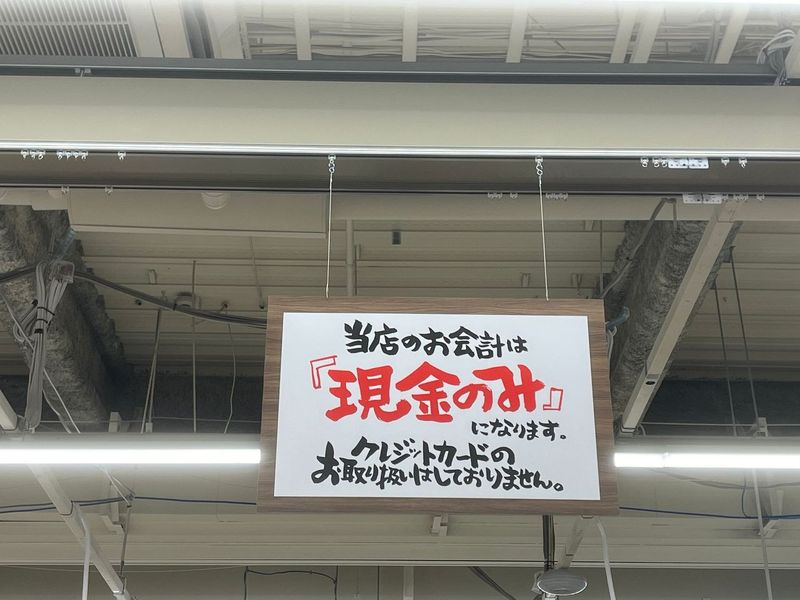 当店のお会計は
『現金のみ』
になります。
クレジットカードの
お取り扱いはしておりません。